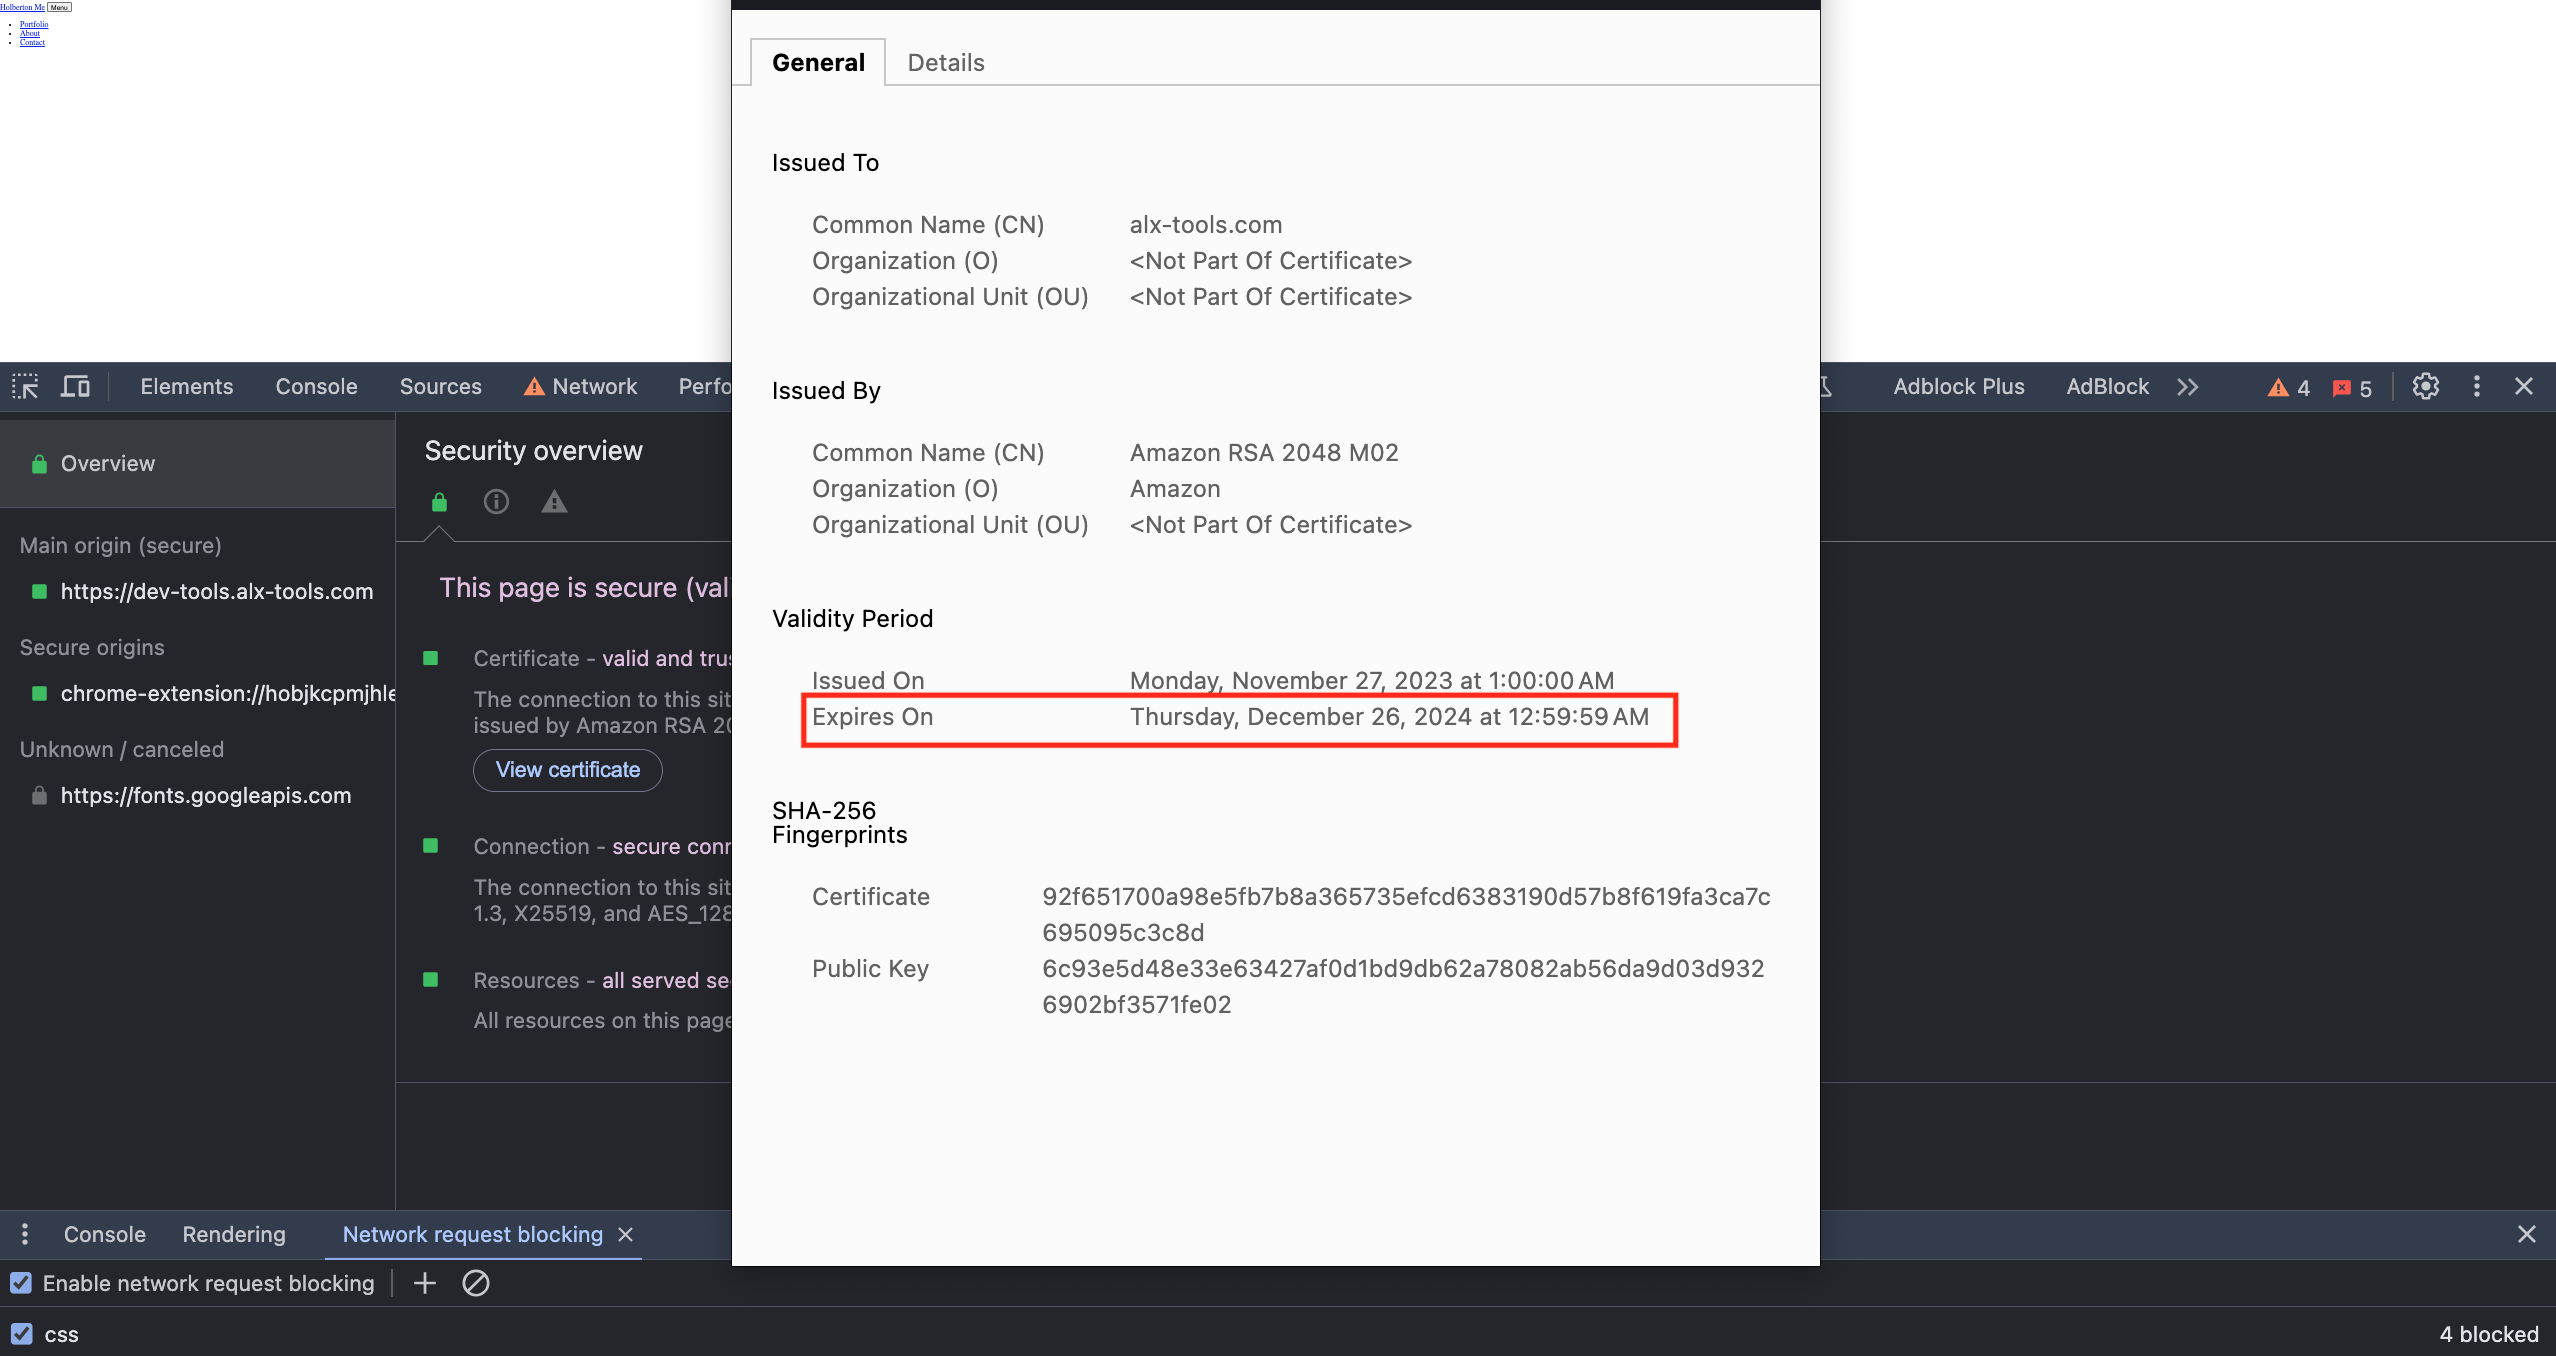 Holberton Me Menu
Portfolio
About
Contact
General Details
Issued To
Common Name (CN) alx-tools.com
Organization (O) <Not Part Of Certificate>
Organizational Unit (OU) <Not Part Of Certificate>
Issued By
Common Name (CN) Amazon RSA 2048 M02
Organization (O) Amazon
Organizational Unit (OU) <Not Part Of Certificate>
Validity Period
Issued On Monday, November 27, 2023 at 1:00:00 AM
Expires On Thursday, December 26, 2024 at 12:59:59 AM
SHA-256
Fingerprints
Certificate 92f651700a98e5fb7b8a365735efcd6383190d57b8f619fa3ca7c
695095c3c8d
Public Key 6c93e5d48e33e63427af0d1bd9db62a78082ab56da9d03d932
6902bf3571fe02
Elements Console Sources Network Perfo
Adblock Plus AdBlock 4 5
Overview
Main origin (secure)
https://dev-tools.alx-tools.com
Secure origins
chrome-extension://hobjkcpmjhle
Unknown / canceled
https://fonts.googleapis.com
Security overview
This page is secure (val
Certificate - valid and trus
The connection to this sit
issued by Amazon RSA 20
View certificate
Connection - secure conn
The connection to this sit
1.3, X25519, and AES_128
Resources - all served se
All resources on this page
Console Rendering Network request blocking
Enable network request blocking
css 4 blocked